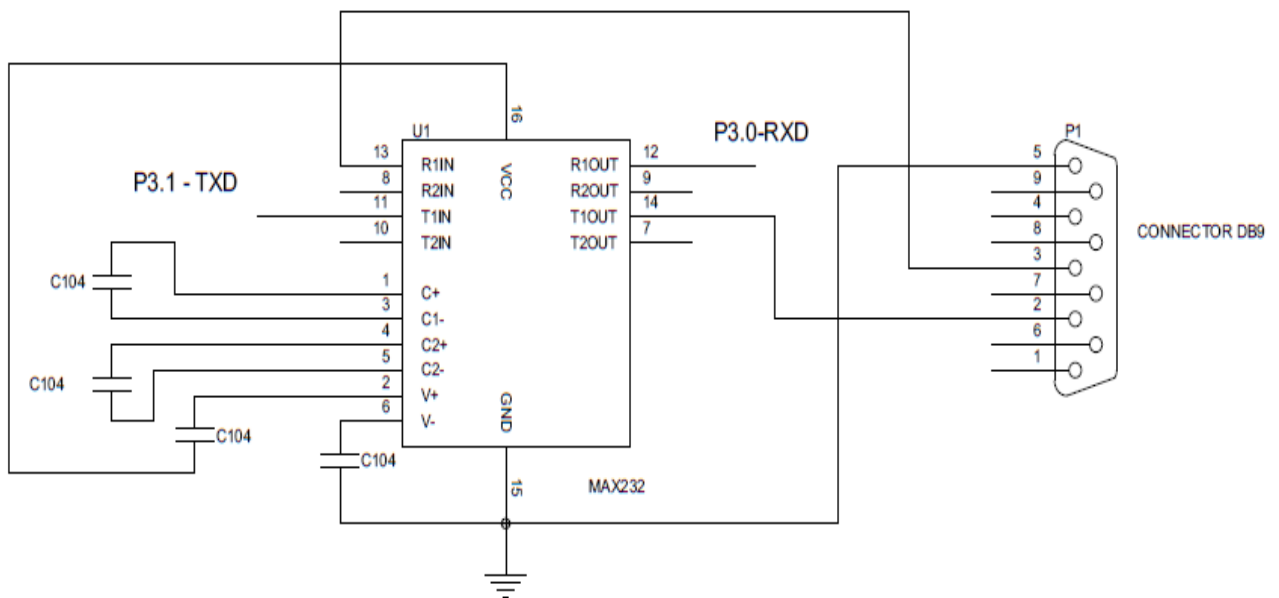 16
U1
P3.0-RXD
P1
13
R1IN
VCC
R1OUT
12
5
P3.1 - TXD
8
R2IN
R2OUT
9
9
11
T1IN
T1OUT
14
4
10
T2IN
T2OUT
7
8
CONNECTOR DB9
3
C104
1
C+
7
3
C1-
2
4
C2+
6
C104
5
C2-
1
2
V+
GND
C104
6
V-
C104
15
MAX232